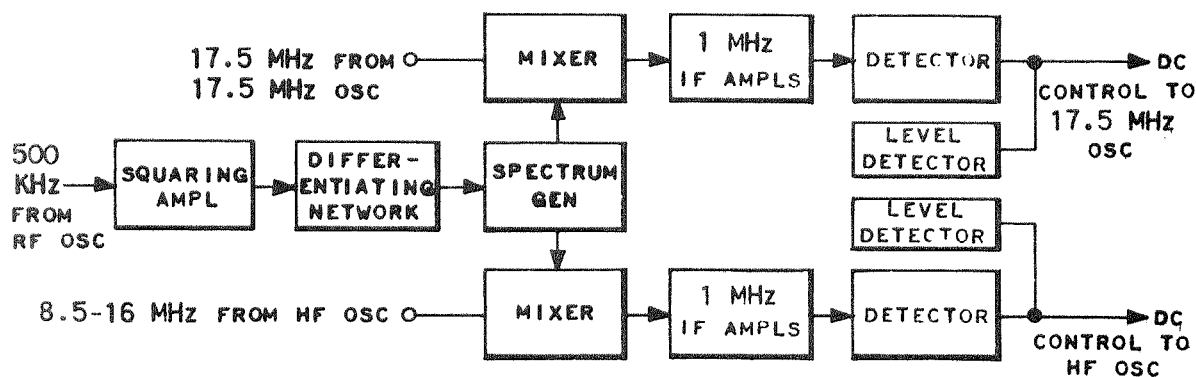 17.5 MHz FROM
17.5 MHz OSC
MIXER
1 MHz
IF AMPLS
DETECTOR
DC
CONTROL TO
17.5 MHz
OSC
LEVEL
DETECTOR
500
KHz
FROM
RF OSC
SQUARING
AMPL
DIFFER-
ENTIATING
NETWORK
SPECTRUM
GEN
LEVEL
DETECTOR
8.5-16 MHz FROM HF OSC
MIXER
1 MHz
IF AMPLS
DETECTOR
DC
CONTROL TO
HF OSC